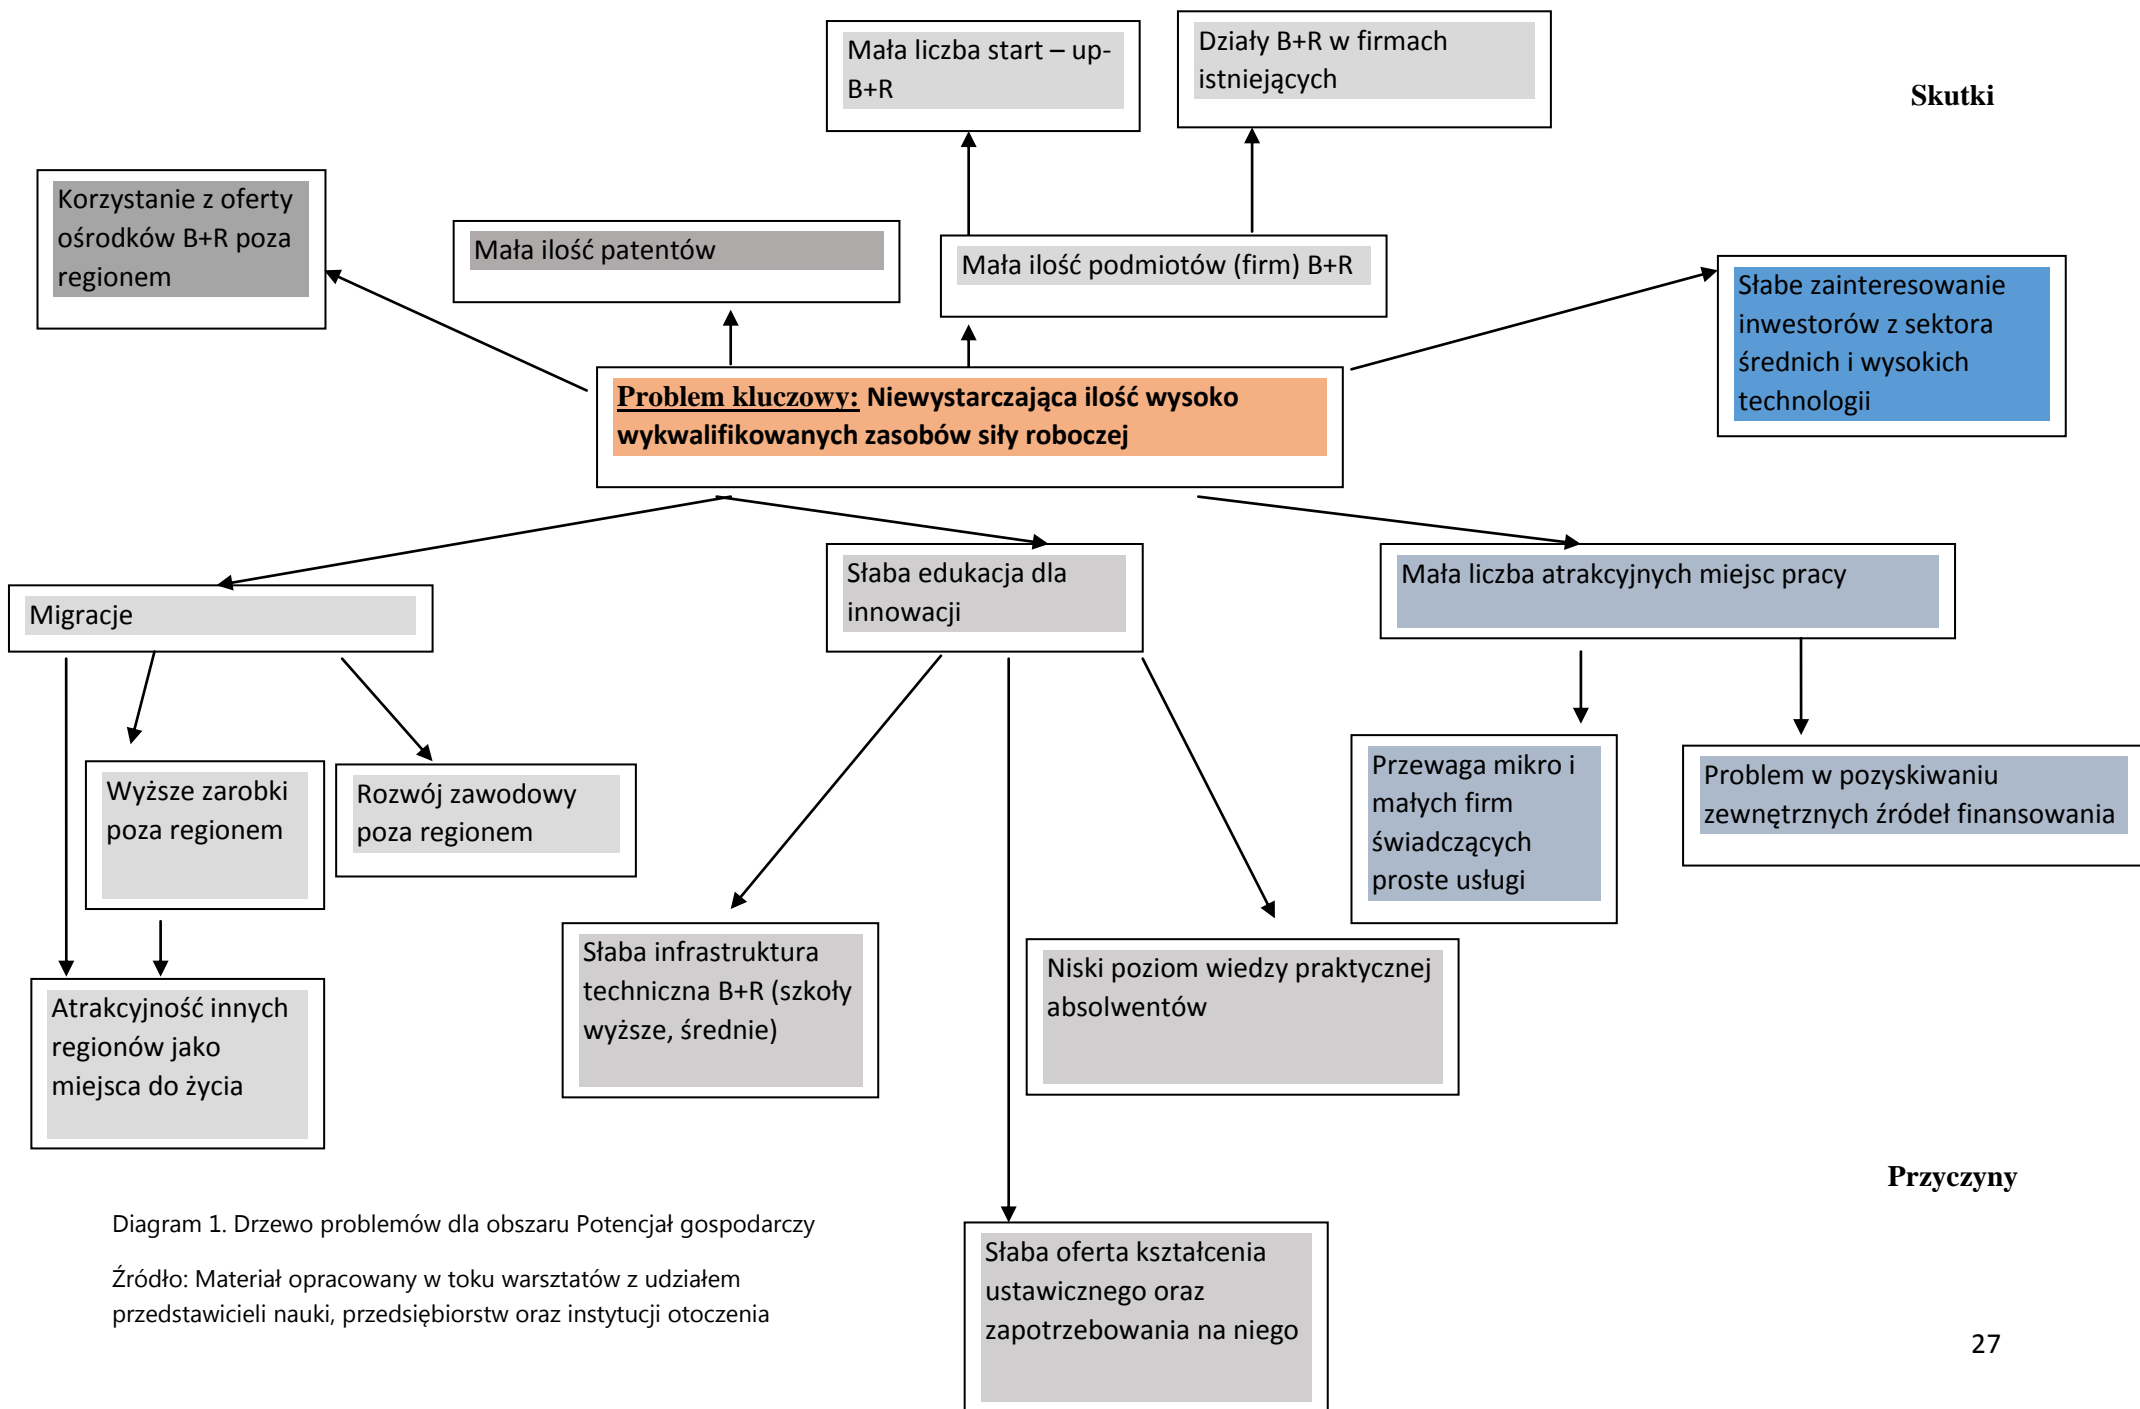 Mała liczba start – up-
B+R
Działy B+R w firmach
istniejących
Skutki
Korzystanie z oferty
ośrodków B+R poza
regionem
Mała ilość patentów
Mała ilość podmiotów (firm) B+R
Słabe zainteresowanie
inwestorów z sektora
średnich i wysokich
technologii
Problem kluczowy: Niewystarczająca ilość wysoko
wykwalifikowanych zasobów siły roboczej
Migracje
Słaba edukacja dla
innowacji
Mała liczba atrakcyjnych miejsc pracy
Wyższe zarobki
poza regionem
Rozwój zawodowy
poza regionem
Przewaga mikro i
małych firm
świadczących
proste usługi
Problem w pozyskiwaniu
zewnętrznych źródeł finansowania
Atrakcyjność innych
regionów jako
miejsca do życia
Słaba infrastruktura
techniczna B+R (szkoły
wyższe, średnie)
Niski poziom wiedzy praktycznej
absolwentów
Przyczyny
Słaba oferta kształcenia
ustawicznego oraz
zapotrzebowania na niego
Diagram 1. Drzewo problemów dla obszaru Potencjał gospodarczy
Źródło: Materiał opracowany w toku warsztatów z udziałem
przedstawicieli nauki, przedsiębiorstw oraz instytucji otoczenia
27